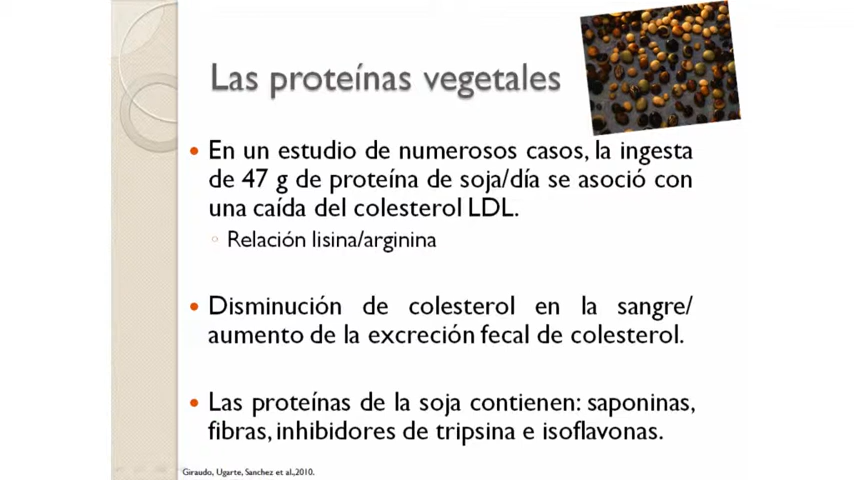 Las proteínas vegetales
En un estudio de numerosos casos, la ingesta
de 47 g de proteína de soja/día se asoció con
una caída del colesterol LDL.
Relación lisina/arginina
Disminución de colesterol en la sangre/
aumento de la excreción fecal de colesterol.
Las proteínas de la soja contienen: saponinas,
fibras, inhibidores de tripsina e isoflavonas.
Giraudo, Ugarte, Sanchez et al.,2010.